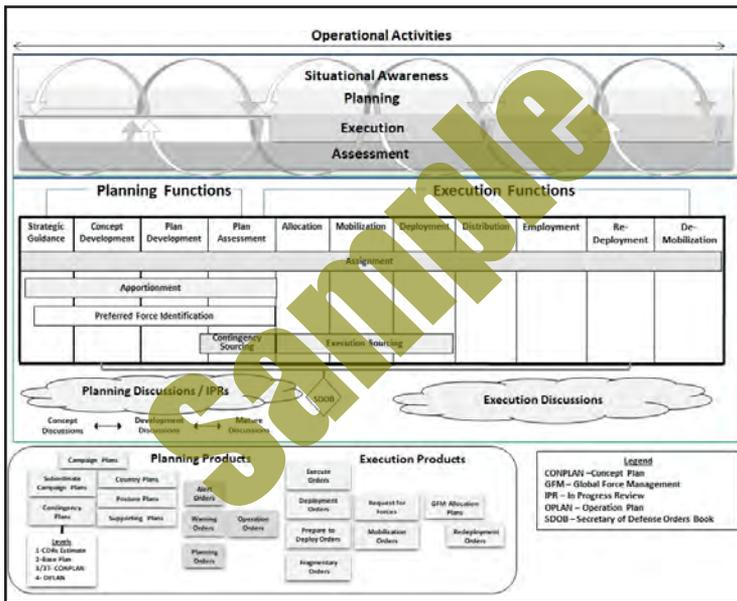 Operational Activities
Situational Awareness
Planning
Execution
Assessment
Planning Functions
Execution Functions
Strategic Guidance
Concept Development
Plan Development
Plan Assessment
Allocation
Mobilization
Deployment
Distribution
Employment
Re-Deployment
De-Mobilization
Assignment
Apportionment
Preferred Force Identification
Contingency Sourcing
Execution Sourcing
Planning Discussions / IPRs
SDOB
Execution Discussions
Concept Discussions
Development Discussions
Mature Discussions
Planning Products
Campaign Plans
Subordinate Campaign Plans
Contingency Plans
Country Plans
Posture Plans
Supporting Plans
Alert Orders
Warning Orders
Planning Orders
Operation Orders
Levels
1-CDRs Estimate
2-Base Plan
3/3T- CONPLAN
4- OPLAN
Execution Products
Execute Orders
Deployment Orders
Prepare to Deploy Orders
Fragmentary Orders
Request for Forces
Mobilization Orders
GFM Allocation Plans
Redeployment Orders
Legend
CONPLAN –Concept Plan
GFM – Global Force Management
IPR – In Progress Review
OPLAN – Operation Plan
SDOB – Secretary of Defense Orders Book
Sample